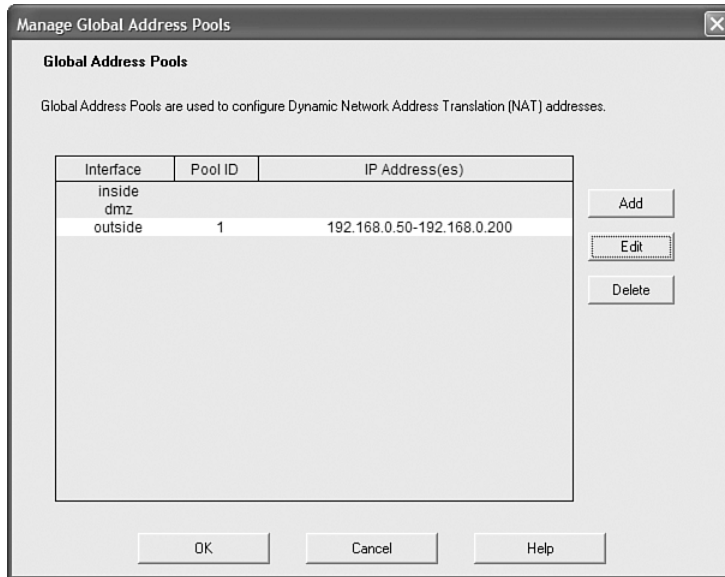 Manage Global Address Pools
Global Address Pools
Global Address Pools are used to configure Dynamic Network Address Translation (NAT) addresses.
Interface Pool ID IP Address(es)
inside
dmz
outside 1 192.168.0.50-192.168.0.200
Add
Edit
Delete
OK Cancel Help